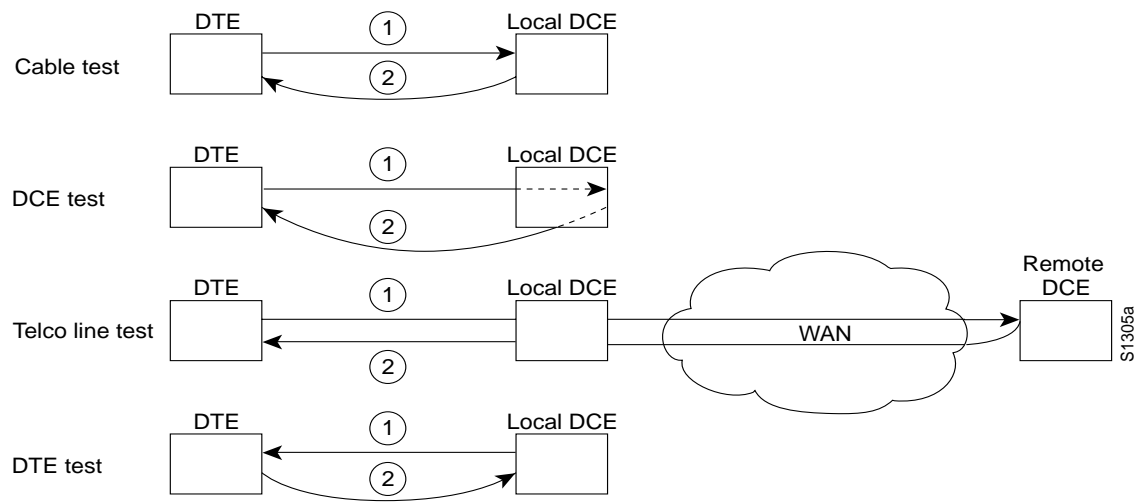 DTE
1
Local DCE
Cable test
2
DTE
1
Local DCE
DCE test
2
DTE
1
Local DCE
Remote
DCE
Telco line test
WAN
2
S1305a
DTE
1
Local DCE
DTE test
2